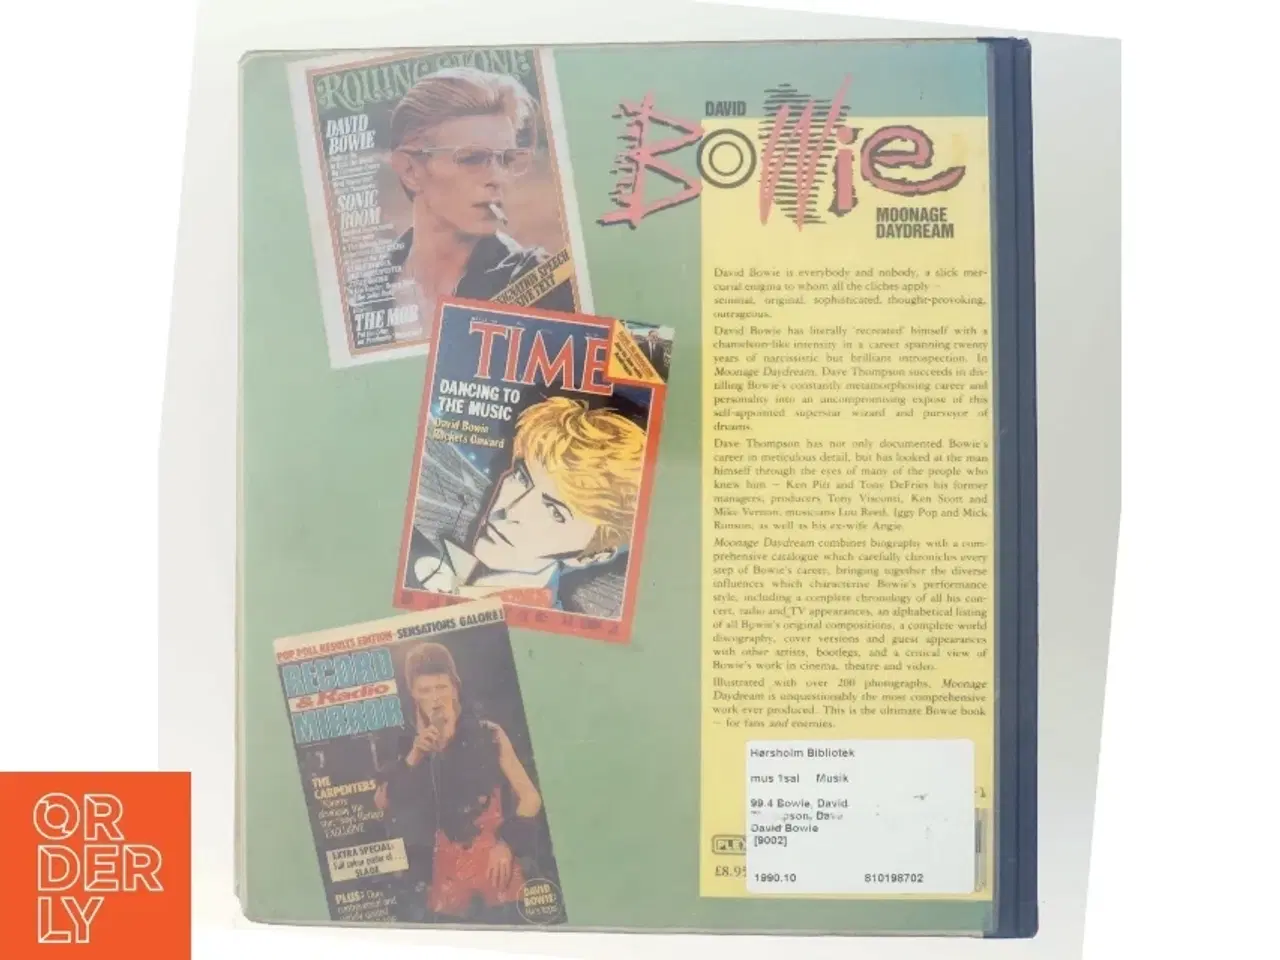 ROLLING STONE
DAVID
BOWIE
SONIC
BOOM
THE MOB
TIME
DANCING TO
THE MUSIC
David Bowie
Rockets Onward
POP POLL RESULTS EDITION - SENSATIONS GALORE!
RECORD
& Radio
MIRROR
THE
CARPENTERS
EXCLUSIVE
EXTRA SPECIAL:
SLADE
PLUS:
DAVID
BOWIE:
DAVID
BOWIE
MOONAGE
DAYDREAM
David Bowie is everybody and nobody, a slick mer-
curial enigma to whom all the cliches apply –
seminal, original, sophisticated, thought-provoking,
outrageous.
David Bowie has literally 'recreated' himself with a
chameleon-like intensity in a career spanning twenty
years of narcissistic but brilliant introspection. In
Moonage Daydream, Dave Thompson succeeds in dis-
tilling Bowie's constantly metamorphosing career and
personality into an uncompromising expose of this
self-appointed superstar wizard and purveyor of
dreams.
Dave Thompson has not only documented Bowie's
career in meticulous detail, but has looked at the man
himself through the eyes of many of the people who
knew him – Ken Pitt and Tony DeFries his former
managers, producers Tony Visconti, Ken Scott and
Mike Vernon, musicians Lou Reed, Iggy Pop and Mick
Ronson, as well as his ex-wife Angie.
Moonage Daydream combines biography with a com-
prehensive catalogue which carefully chronicles every
step of Bowie's career, bringing together the diverse
influences which characterise Bowie's performance
style, including a complete chronology of all his con-
cert, radio and TV appearances, an alphabetical listing
of all Bowie's original compositions, a complete world
discography, cover versions and guest appearances
with other artists, bootlegs, and a critical view of
Bowie's work in cinema, theatre and video.
Illustrated with over 200 photographs, Moonage
Daydream is unquestionably the most comprehensive
work ever produced. This is the ultimate Bowie book
– for fans and enemies.
Hørsholm Bibliotek
mus 1sal Musik
99.4 Bowie, David
David Bowie
[9002]
1990.10 810198702
£8.95
OR
DER
LY